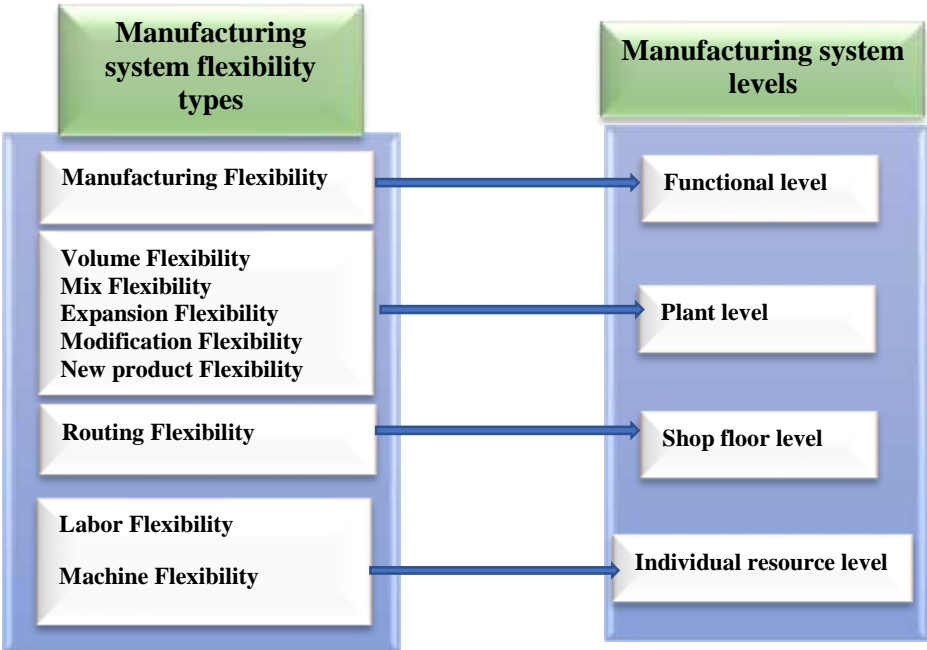 Manufacturing
system flexibility
types
Manufacturing system
levels
Manufacturing Flexibility
Functional level
Volume Flexibility
Mix Flexibility
Expansion Flexibility
Modification Flexibility
New product Flexibility
Plant level
Routing Flexibility
Shop floor level
Labor Flexibility
Machine Flexibility
Individual resource level